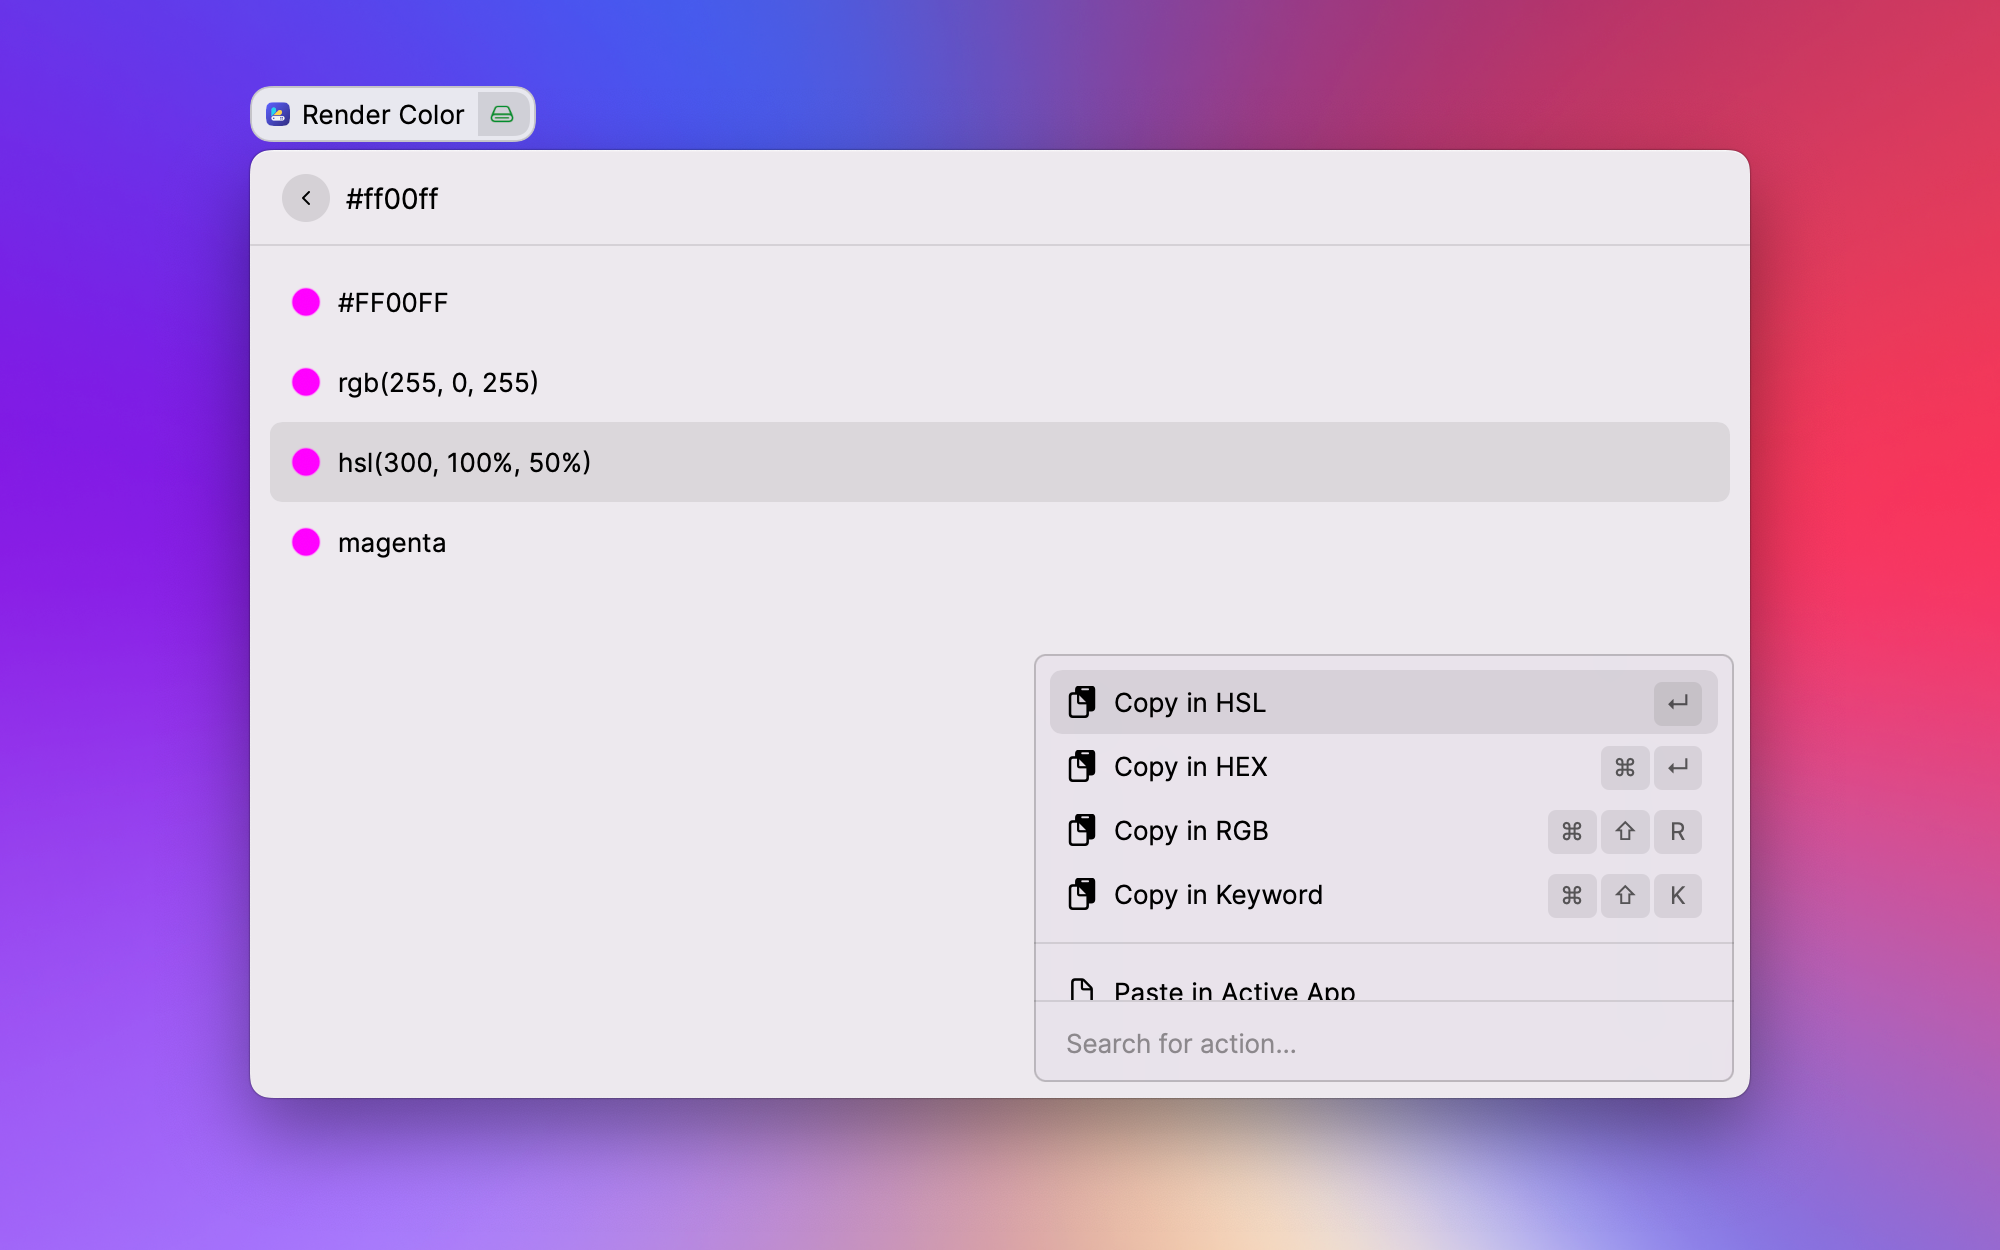 Render Color
#ff00ff
#FF00FF
rgb(255, 0, 255)
hsl(300, 100%, 50%)
magenta
Copy in HSL ↵
Copy in HEX ⌘ ↵
Copy in RGB ⌘ ⇧ R
Copy in Keyword ⌘ ⇧ K
Paste in Active App
Search for action...